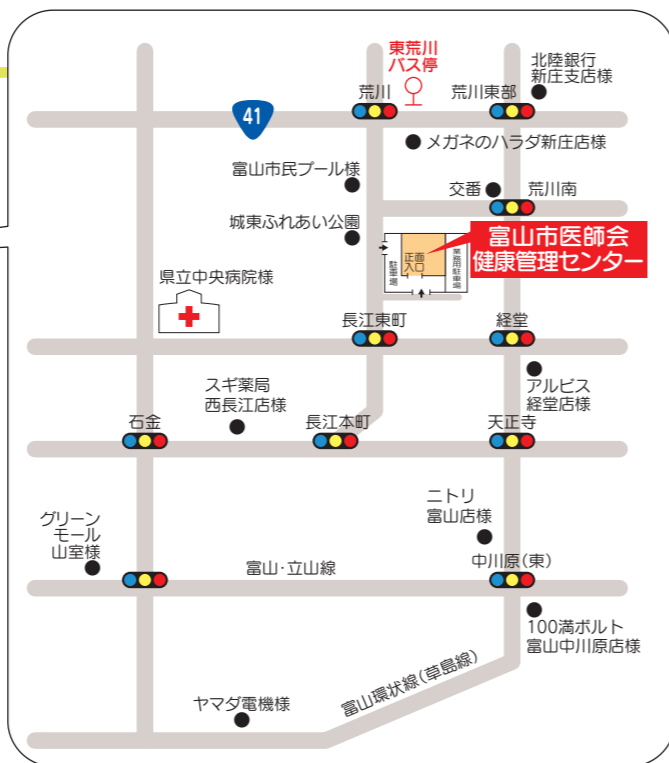 東荒川
バス停
北陸銀行
新庄支店様
荒川
荒川東部
41
メガネのハラダ新庄店様
富山市民プール様
交番
荒川南
城東ふれあい公園
富山市医師会
健康管理センター
正面
入口
駐車場
業務用駐車場
県立中央病院様
長江東町
経堂
スギ薬局
西長江店様
アルビス
経堂店様
石金
長江本町
天正寺
ニトリ
富山店様
グリーン
モール
山室様
富山・立山線
中川原(東)
100満ボルト
富山中川原店様
富山環状線(草島線)
ヤマダ電機様